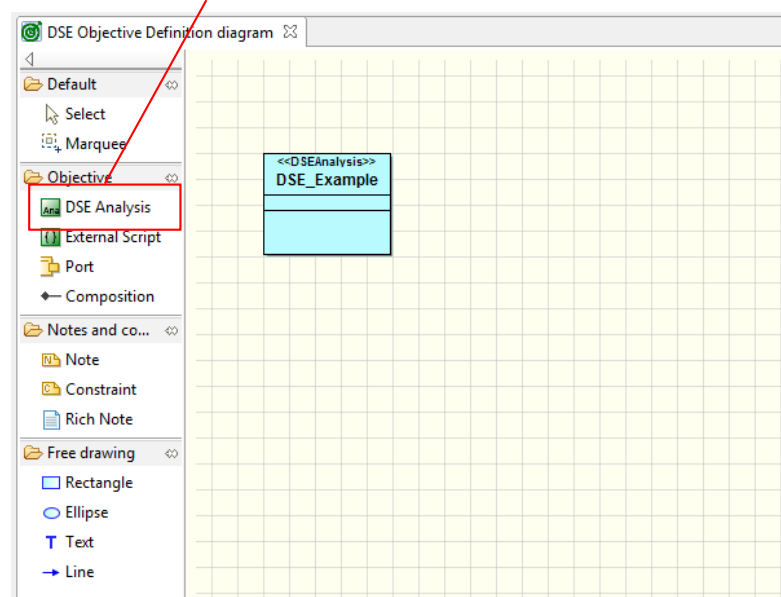 DSE Objective Definition diagram
Default
Select
Marquee
Objective
Ana DSE Analysis
{} External Script
Port
Composition
Notes and co...
N Note
C Constraint
Rich Note
Free drawing
Rectangle
Ellipse
T Text
Line
<<DSEAnalysis>>
DSE_Example